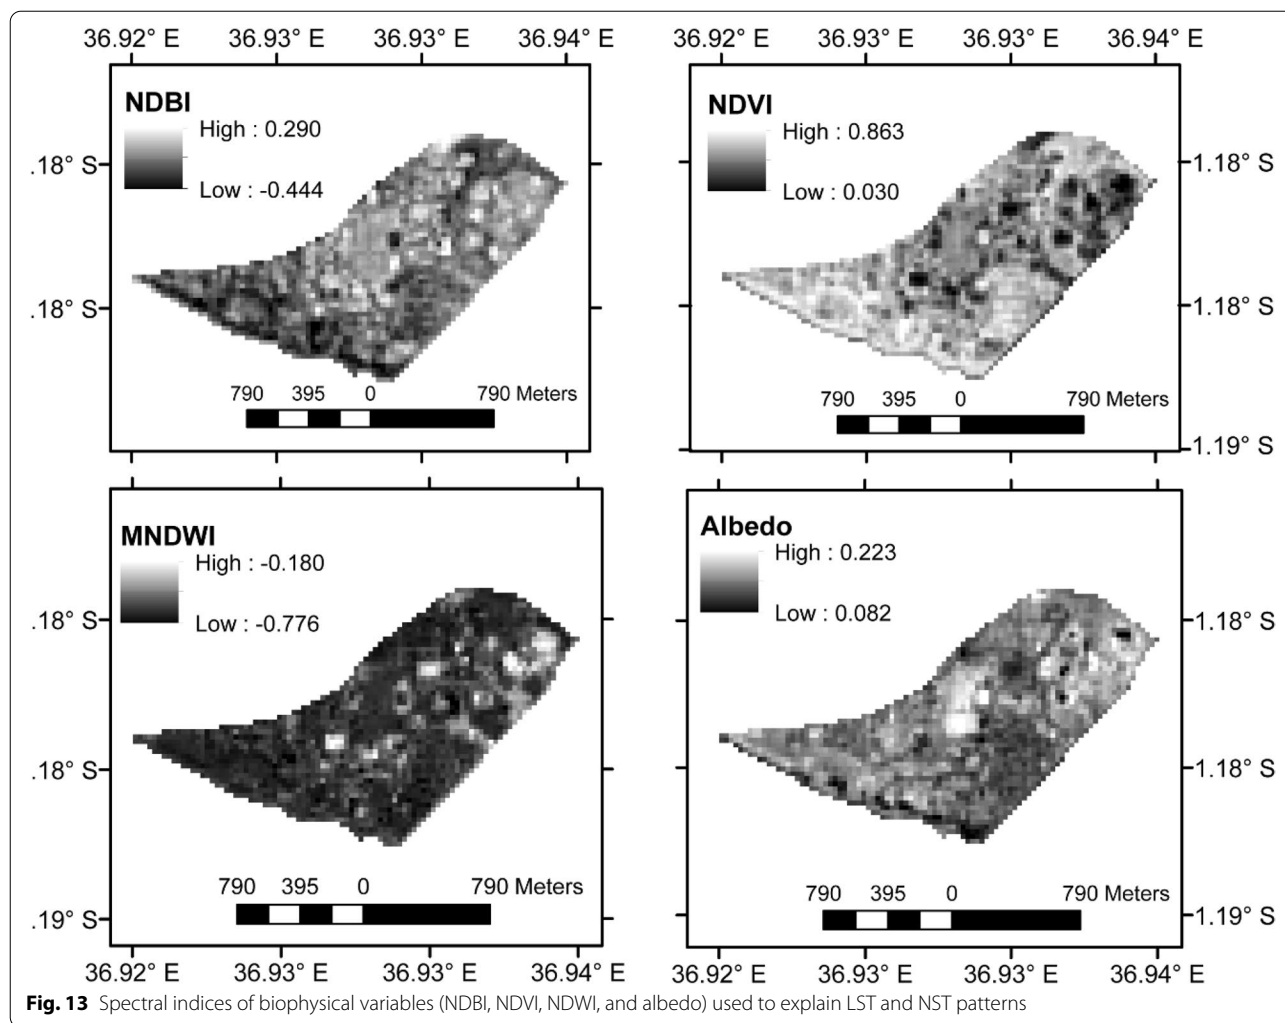 36.92° E 36.93° E 36.93° E 36.94° E 36.92° E 36.93° E 36.93° E 36.94° E
NDBI
High : 0.290
Low : -0.444
.18° S
.18° S
790 395 0 790 Meters
NDVI
High : 0.863
Low : 0.030
1.18° S
1.18° S
1.19° S
790 395 0 790 Meters
MNDWI
High : -0.180
Low : -0.776
.18° S
.18° S
.19° S
790 395 0 790 Meters
Albedo
High : 0.223
Low : 0.082
1.18° S
1.18° S
1.19° S
790 395 0 790 Meters
36.92° E 36.93° E 36.93° E 36.94° E 36.92° E 36.93° E 36.93° E 36.94° E
Fig. 13 Spectral indices of biophysical variables (NDBI, NDVI, NDWI, and albedo) used to explain LST and NST patterns